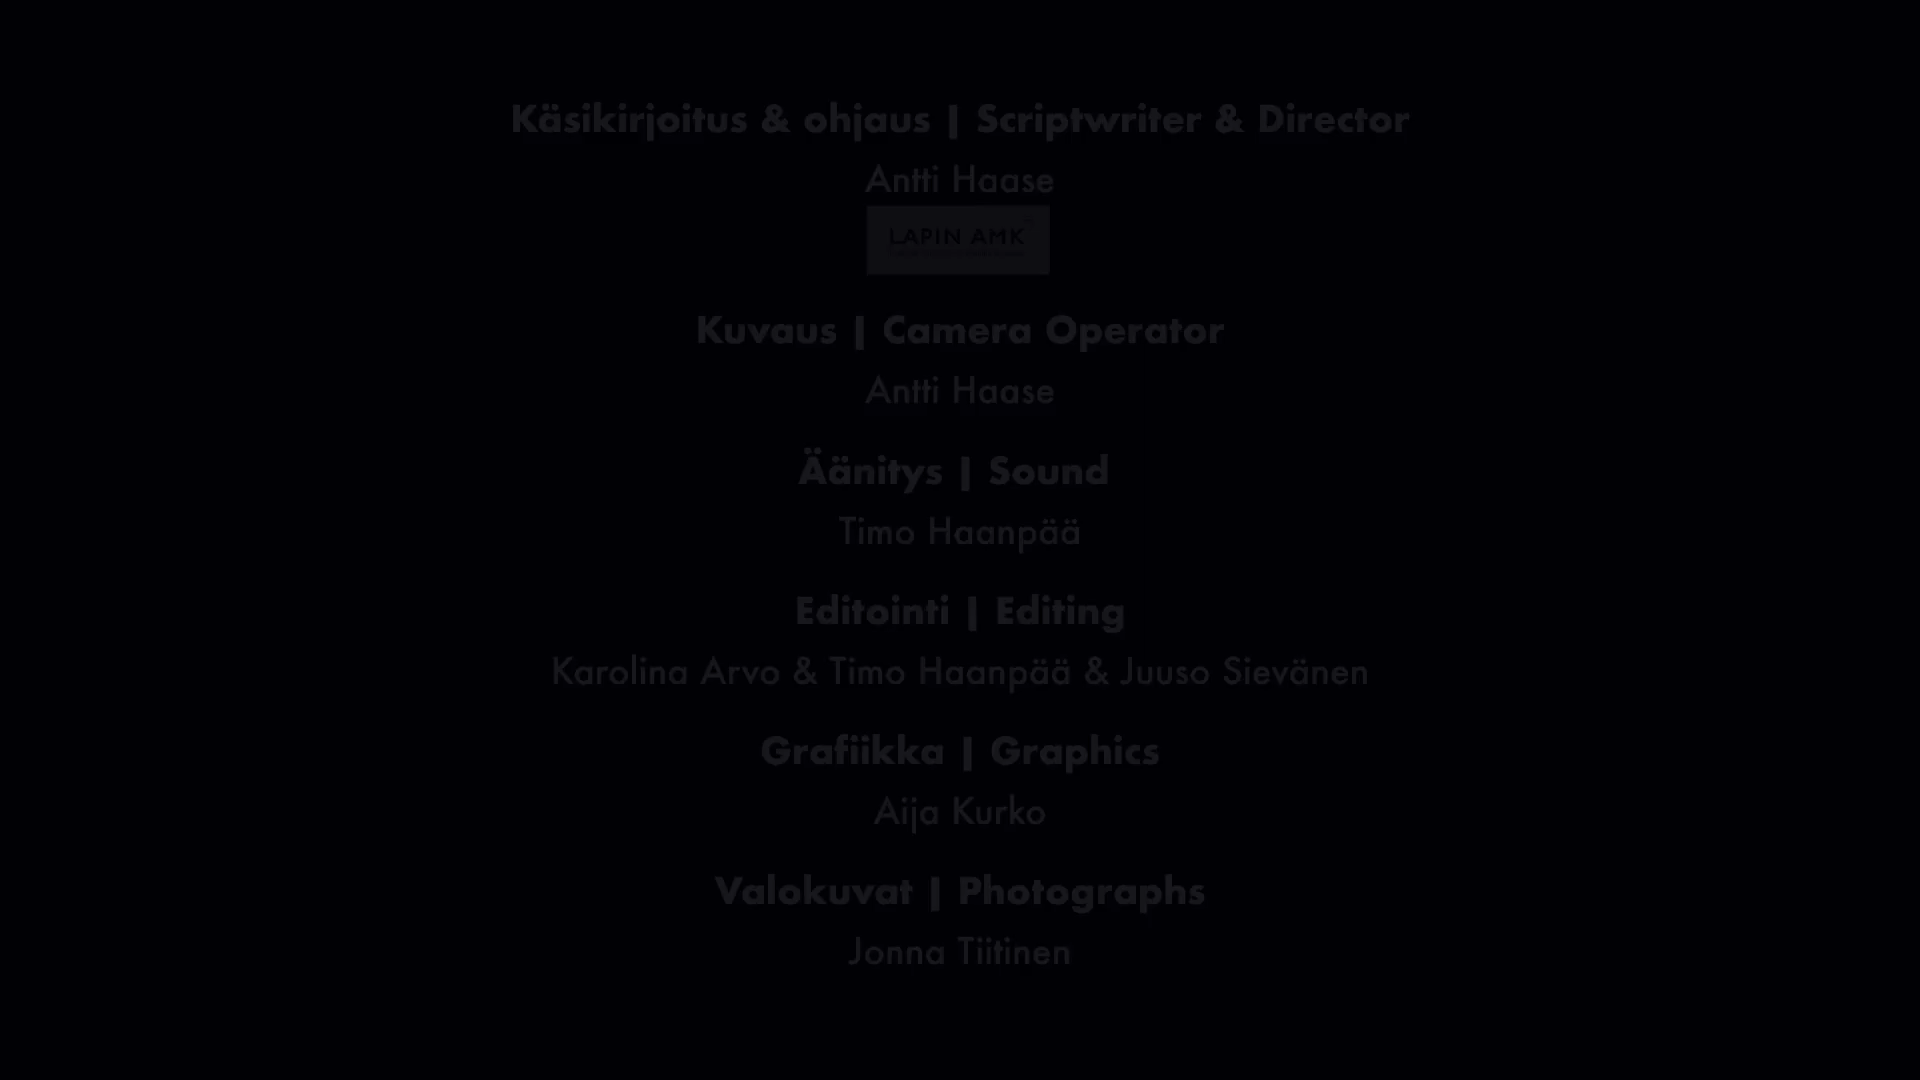 Käsikirjoitus & ohjaus | Scriptwriter & Director
Antti Haase
LAPIN AMK
Kuvaus | Camera Operator
Antti Haase
Äänitys | Sound
Timo Haanpää
Editointi | Editing
Karolina Arvo & Timo Haanpää & Juuso Sievänen
Grafiikka | Graphics
Aija Kurko
Valokuvat | Photographs
Jonna Tiitinen